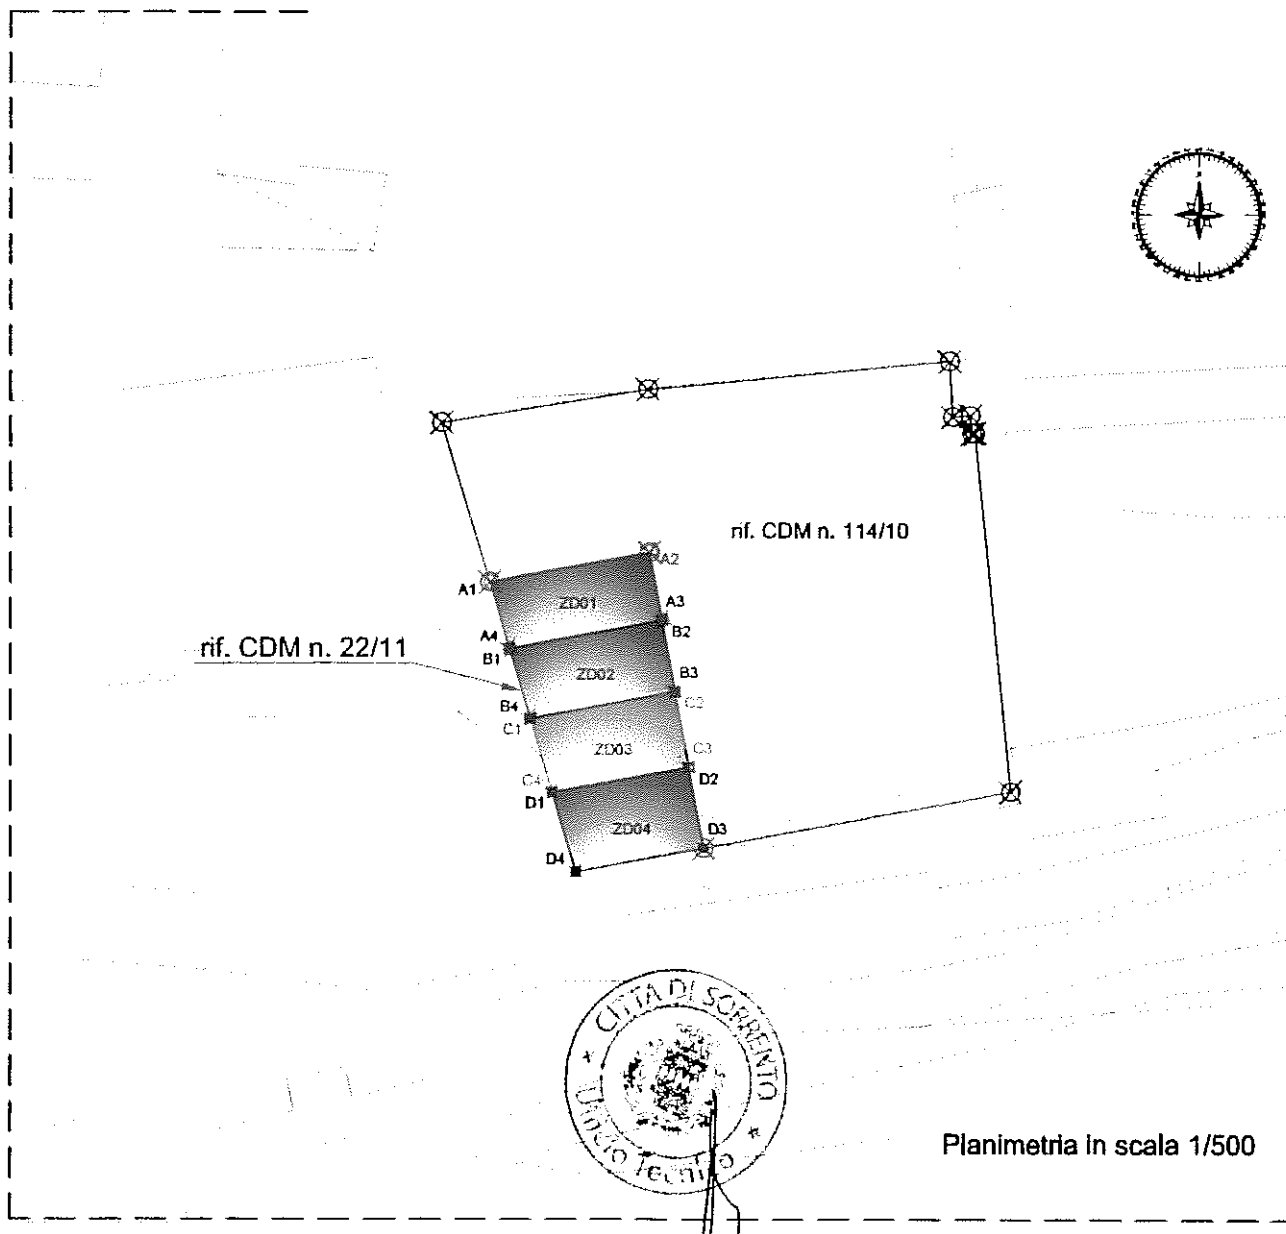 rif. CDM n. 114/10
A2
A1
ZD01
A3
A4
B2
rif. CDM n. 22/11
B1
ZD02
B3
B4
C2
C1
ZD03
C3
C4
D2
D1
ZD04
D3
D4
CITTA DI SORRENTO
Ufficio Tecnico
Planimetria in scala 1/500